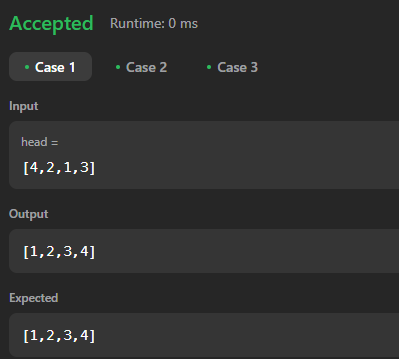 Accepted Runtime: 0 ms
• Case 1 • Case 2 • Case 3
Input
head =
[4,2,1,3]
Output
[1,2,3,4]
Expected
[1,2,3,4]